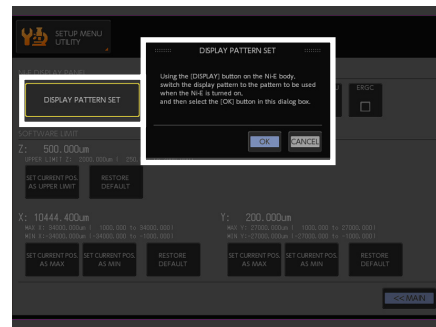 SETUP MENU
UTILITY
DISPLAY PATTERN SET
Using the [DISPLAY] button on the Ni-E body,
switch the display pattern to the pattern to be used
when the Ni-E is turned on,
and then select the [OK] button in this dialog box.
OK
CANCEL
DISPLAY PATTERN SET
ERGC
SOFTWARE LIMIT
Z: 500.000um
SET CURRENT POS.
AS UPPER LIMIT
RESTORE
DEFAULT
X: 10444.400um
SET CURRENT POS.
AS MAX
SET CURRENT POS.
AS MIN
RESTORE
DEFAULT
Y: 200.000um
SET CURRENT POS.
AS MAX
SET CURRENT POS.
AS MIN
RESTORE
DEFAULT
<< MAIN